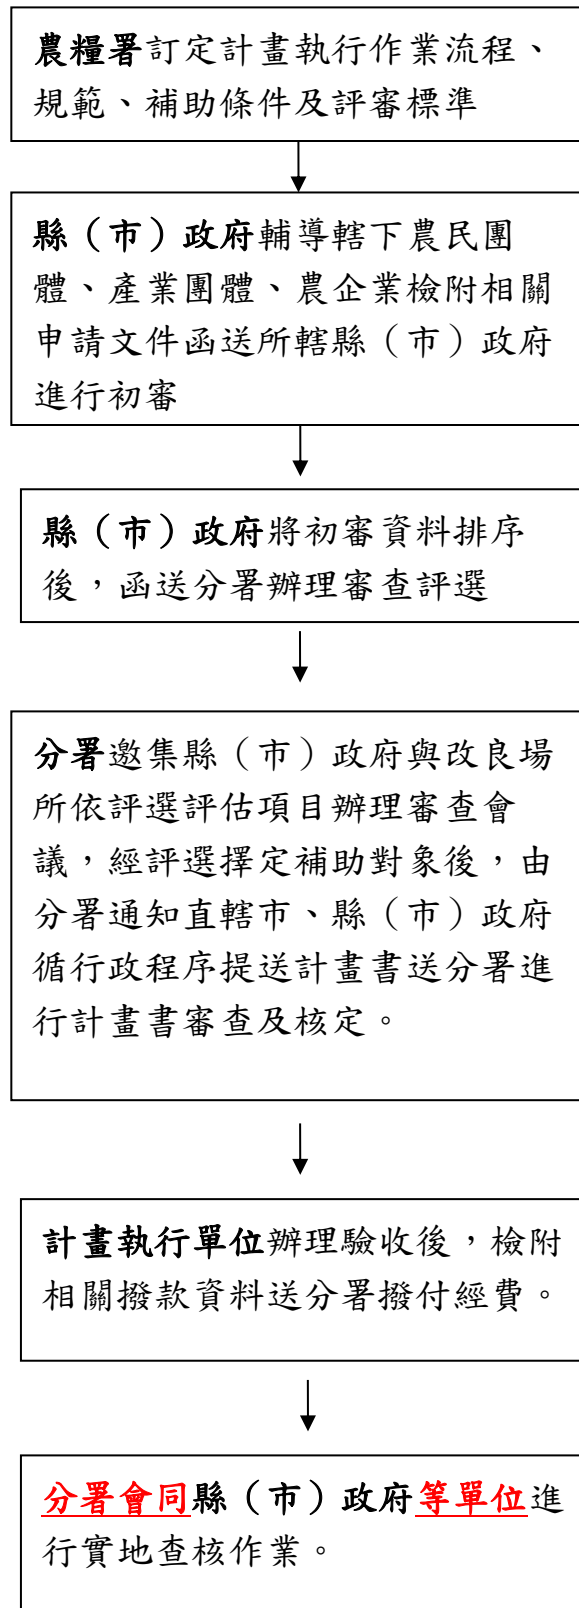 農糧署訂定計畫執行作業流程、
規範、補助條件及評審標準
縣（市）政府輔導轄下農民團
體、產業團體、農企業檢附相關
申請文件函送所轄縣（市）政府
進行初審
縣（市）政府將初審資料排序
後，函送分署辦理審查評選
分署邀集縣（市）政府與改良場
所依評選評估項目辦理審查會
議，經評選擇定補助對象後，由
分署通知直轄市、縣（市）政府
循行政程序提送計畫書送分署進
行計畫書審查及核定。
計畫執行單位辦理驗收後，檢附
相關撥款資料送分署撥付經費。
分署會同縣（市）政府等單位進
行實地查核作業。